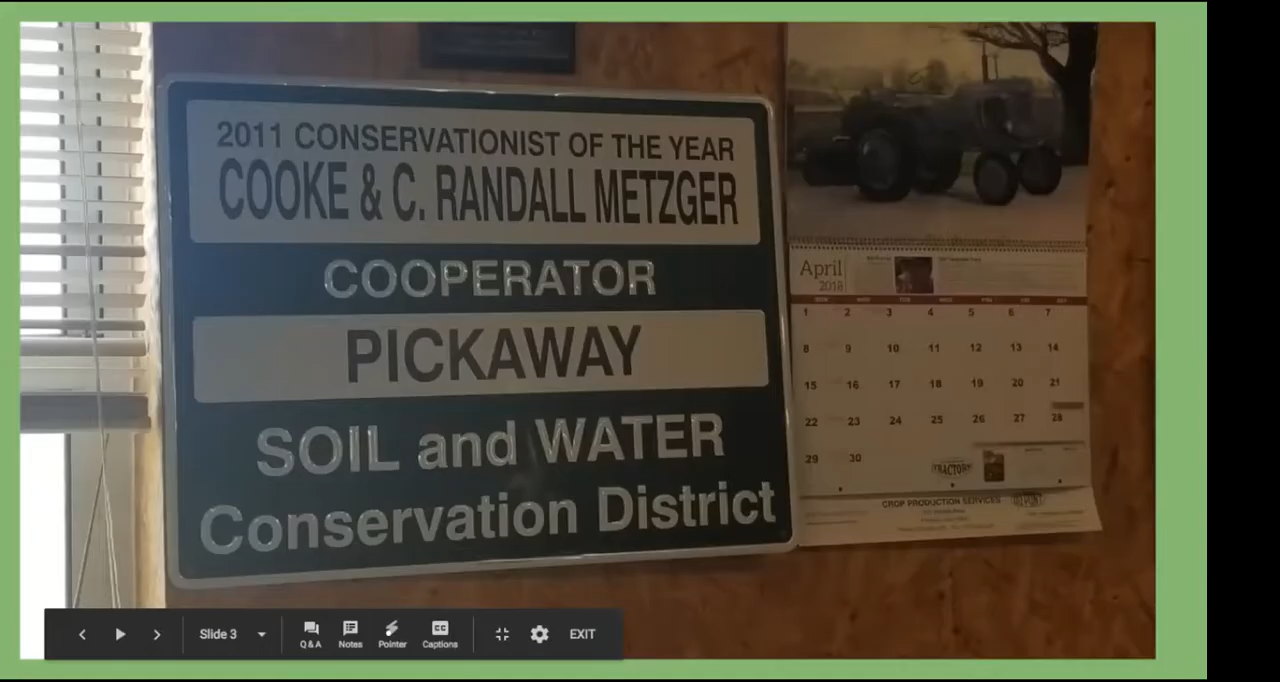 2011 CONSERVATIONIST OF THE YEAR
COOKE & C. RANDALL METZGER
COOPERATOR
PICKAWAY
SOIL and WATER
Conservation District
April
2018
1 2 3 4 5 6 7
8 9 10 11 12 13 14
15 16 17 18 19 20 21
22 23 24 25 26 27 28
29 30
TRACTORS
CROP PRODUCTION SERVICES
Slide 3
Q&A
Notes
Pointer
Captions
EXIT